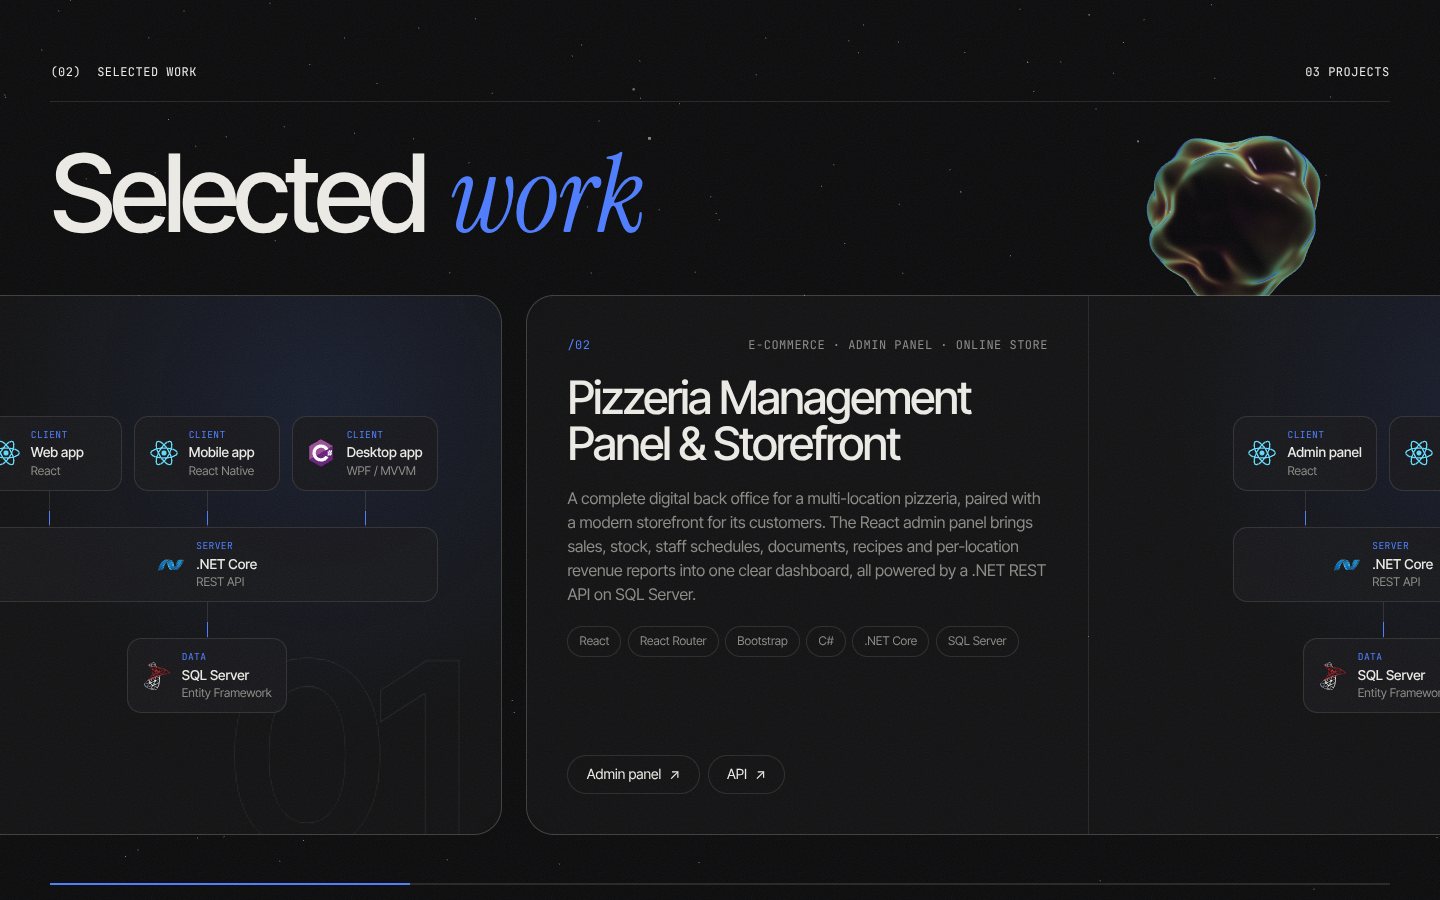 (02) SELECTED WORK
03 PROJECTS
Selected work
CLIENT
Web app
React
CLIENT
Mobile app
React Native
CLIENT
Desktop app
WPF / MVVM
SERVER
.NET Core
REST API
DATA
SQL Server
Entity Framework
01
/02
E-COMMERCE · ADMIN PANEL · ONLINE STORE
Pizzeria Management
Panel & Storefront
A complete digital back office for a multi-location pizzeria, paired with
a modern storefront for its customers. The React admin panel brings
sales, stock, staff schedules, documents, recipes and per-location
revenue reports into one clear dashboard, all powered by a .NET REST
API on SQL Server.
React
React Router
Bootstrap
C#
.NET Core
SQL Server
Admin panel ↗
API ↗
CLIENT
Admin panel
React
SERVER
.NET Core
REST API
DATA
SQL Server
Entity Framewor